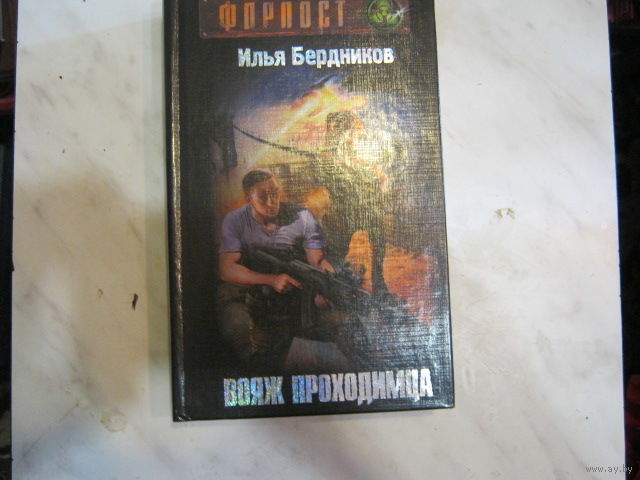 ФОРПОСТ
Илья Бердников
ВОЯЖ ПРОХОДИМЦА
www.ay.by